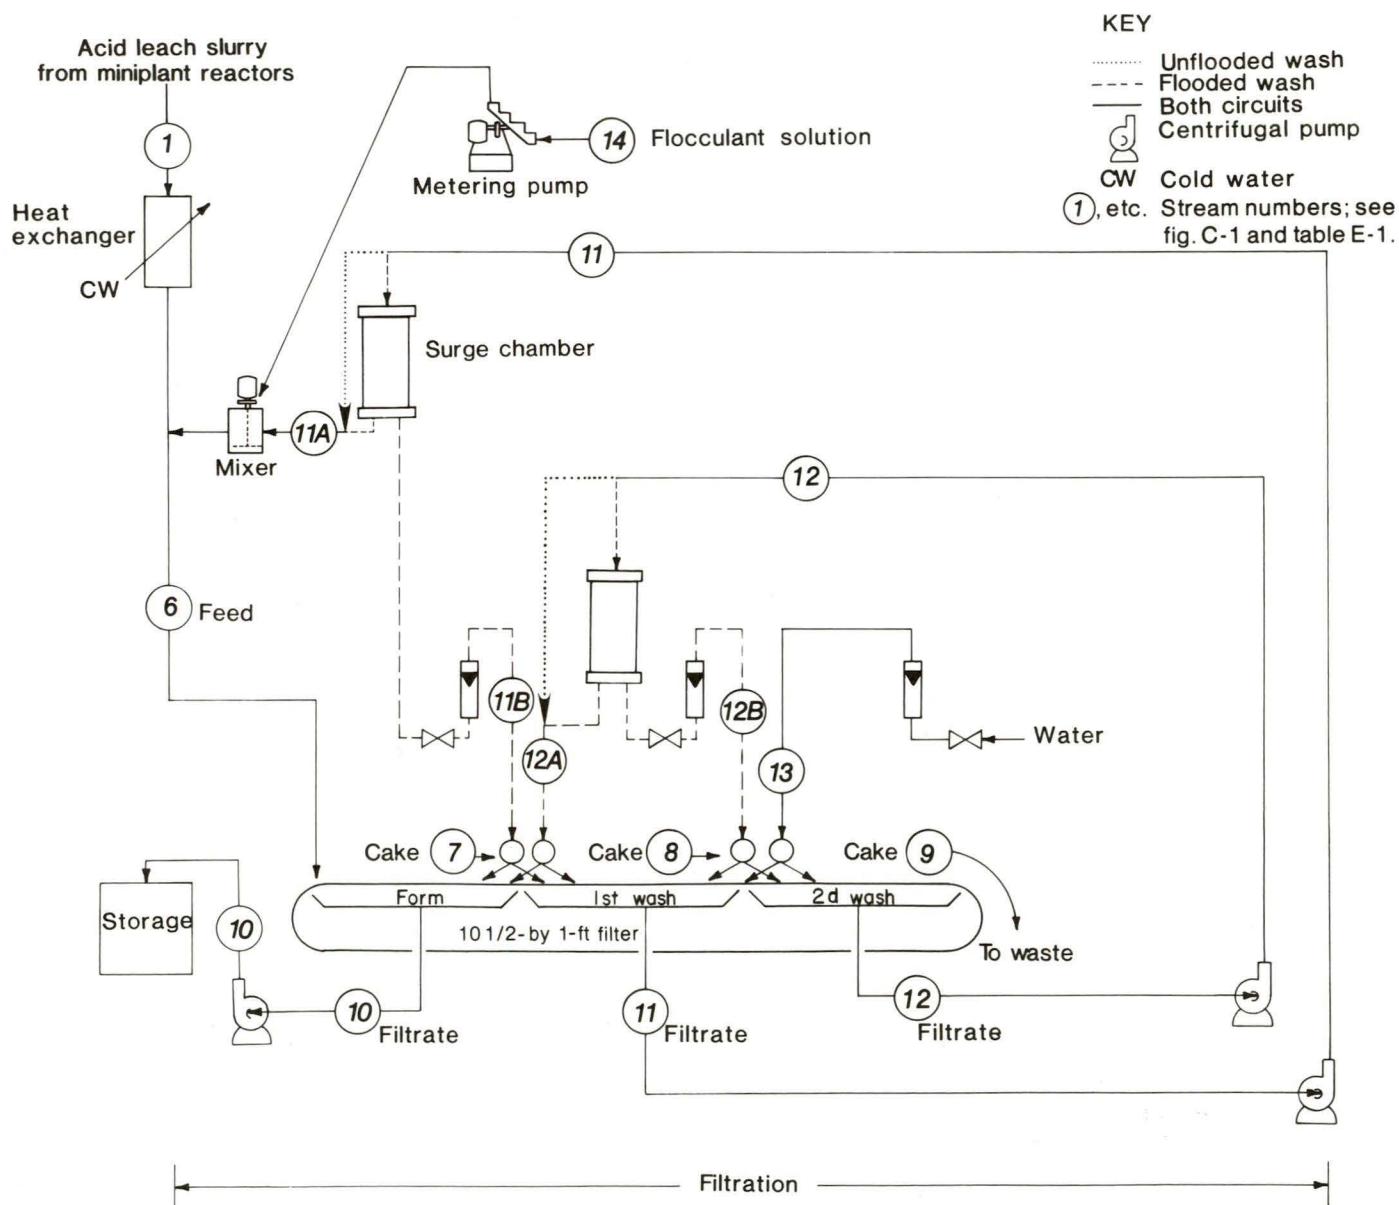 KEY
Unflooded wash
Flooded wash
Both circuits
Centrifugal pump
CW Cold water
1, etc. Stream numbers; see
fig. C-1 and table E-1.
Acid leach slurry
from miniplant reactors
1
14 Flocculant solution
Metering pump
Heat
exchanger
CW
11
Surge chamber
11A
Mixer
12
6 Feed
11B
12B
12A
13
Water
Cake 7
Cake 8
Cake 9
Form
1st wash
2d wash
10 1/2- by 1-ft filter
Storage
10
To waste
10
Filtrate
11
Filtrate
12
Filtrate
Filtration